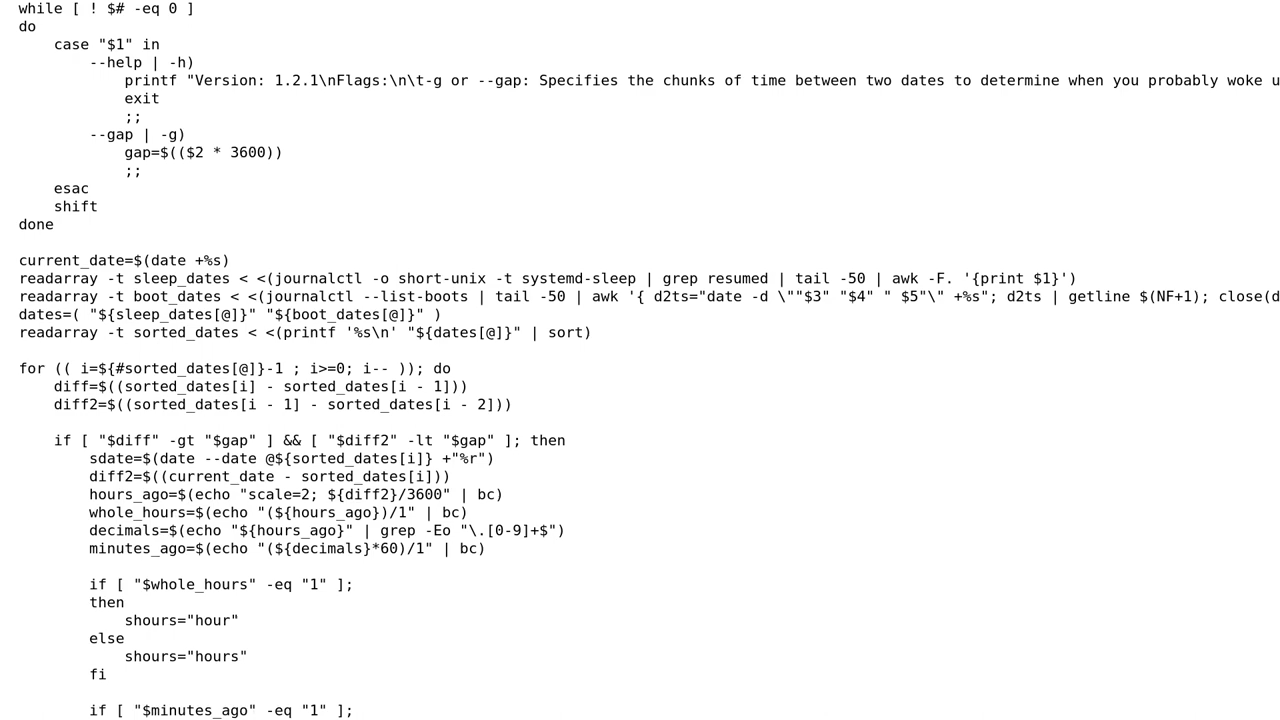 while [ ! $# -eq 0 ]
do
    case "$1" in
        --help | -h)
            printf "Version: 1.2.1\nFlags:\n\t-g or --gap: Specifies the chunks of time between two dates to determine when you probably woke u
            exit
            ;;
        --gap | -g)
            gap=$(($2 * 3600))
            ;;
    esac
    shift
done

current_date=$(date +%s)
readarray -t sleep_dates < <(journalctl -o short-unix -t systemd-sleep | grep resumed | tail -50 | awk -F. '{print $1}')
readarray -t boot_dates < <(journalctl --list-boots | tail -50 | awk '{ d2ts="date -d \""$3" "$4" " $5"\" +%s"; d2ts | getline $(NF+1); close(d
dates=( "${sleep_dates[@]}" "${boot_dates[@]}" )
readarray -t sorted_dates < <(printf '%s\n' "${dates[@]}" | sort)

for (( i=${#sorted_dates[@]}-1 ; i>=0; i-- )); do
    diff=$((sorted_dates[i] - sorted_dates[i - 1]))
    diff2=$((sorted_dates[i - 1] - sorted_dates[i - 2]))

    if [ "$diff" -gt "$gap" ] && [ "$diff2" -lt "$gap" ]; then
        sdate=$(date --date @${sorted_dates[i]} +"%r")
        diff2=$((current_date - sorted_dates[i]))
        hours_ago=$(echo "scale=2; ${diff2}/3600" | bc)
        whole_hours=$(echo "(${hours_ago})/1" | bc)
        decimals=$(echo "${hours_ago}" | grep -Eo "\.[0-9]+$")
        minutes_ago=$(echo "(${decimals}*60)/1" | bc)

        if [ "$whole_hours" -eq "1" ];
        then
            shours="hour"
        else
            shours="hours"
        fi

        if [ "$minutes_ago" -eq "1" ];